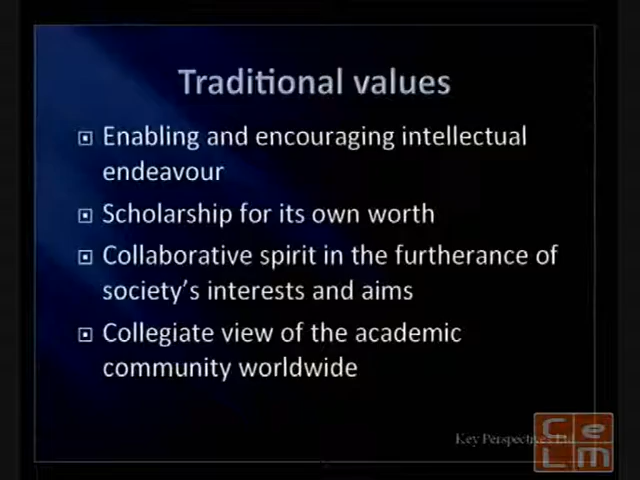 Traditional values
Enabling and encouraging intellectual
endeavour
Scholarship for its own worth
Collaborative spirit in the furtherance of
society's interests and aims
Collegiate view of the academic
community worldwide
Key Perspectives Ltd
C e
L m